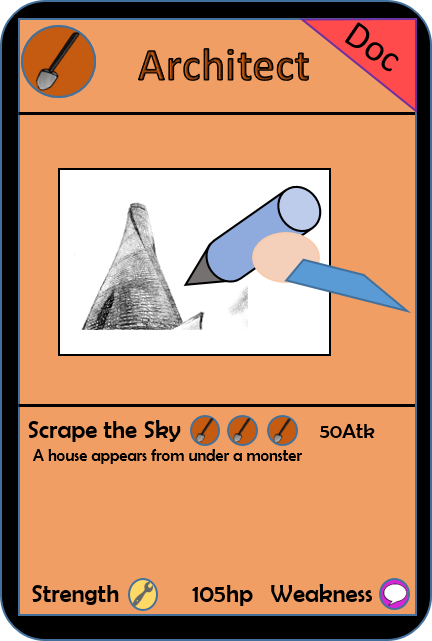 Architect
Doc
Scrape the Sky 50Atk
A house appears from under a monster
Strength 105hp Weakness